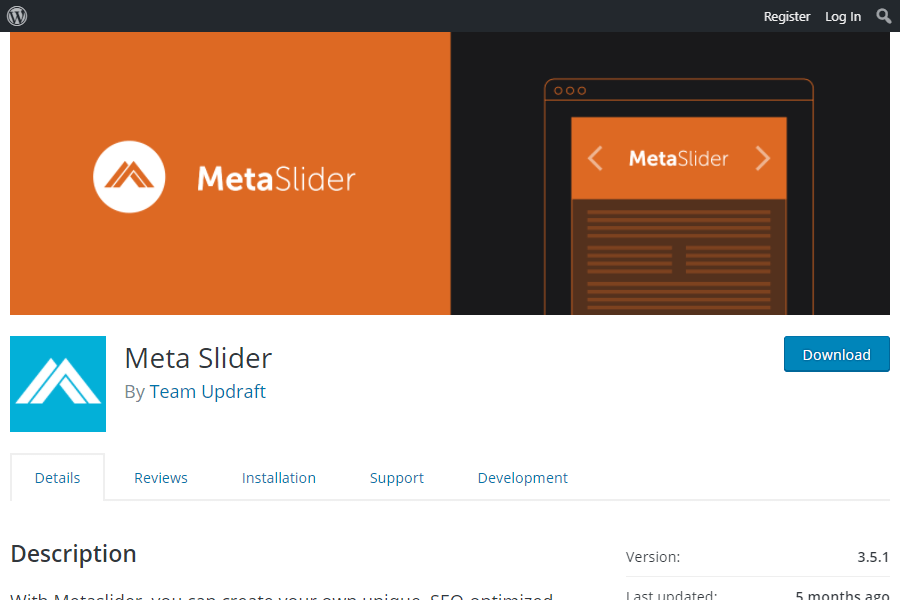 Register Log In
MetaSlider
MetaSlider
Meta Slider
By Team Updraft
Download
Details Reviews Installation Support Development
Description
Version: 3.5.1
With Metaslider, you can create your own unique, SEO-optimized
Last updated: 5 months ago